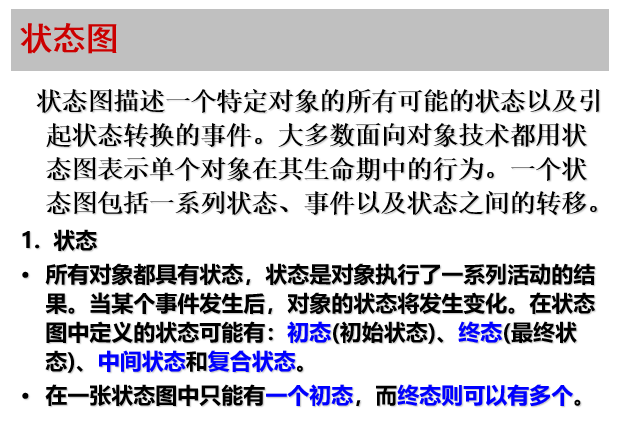 状态图
状态图描述一个特定对象的所有可能的状态以及引
起状态转换的事件。大多数面向对象技术都用状
态图表示单个对象在其生命期中的行为。一个状
态图包括一系列状态、事件以及状态之间的转移。
1. 状态
• 所有对象都具有状态，状态是对象执行了一系列活动的结
果。当某个事件发生后，对象的状态将发生变化。在状态
图中定义的状态可能有：初态(初始状态)、终态(最终状
态)、中间状态和复合状态。
• 在一张状态图中只能有一个初态，而终态则可以有多个。